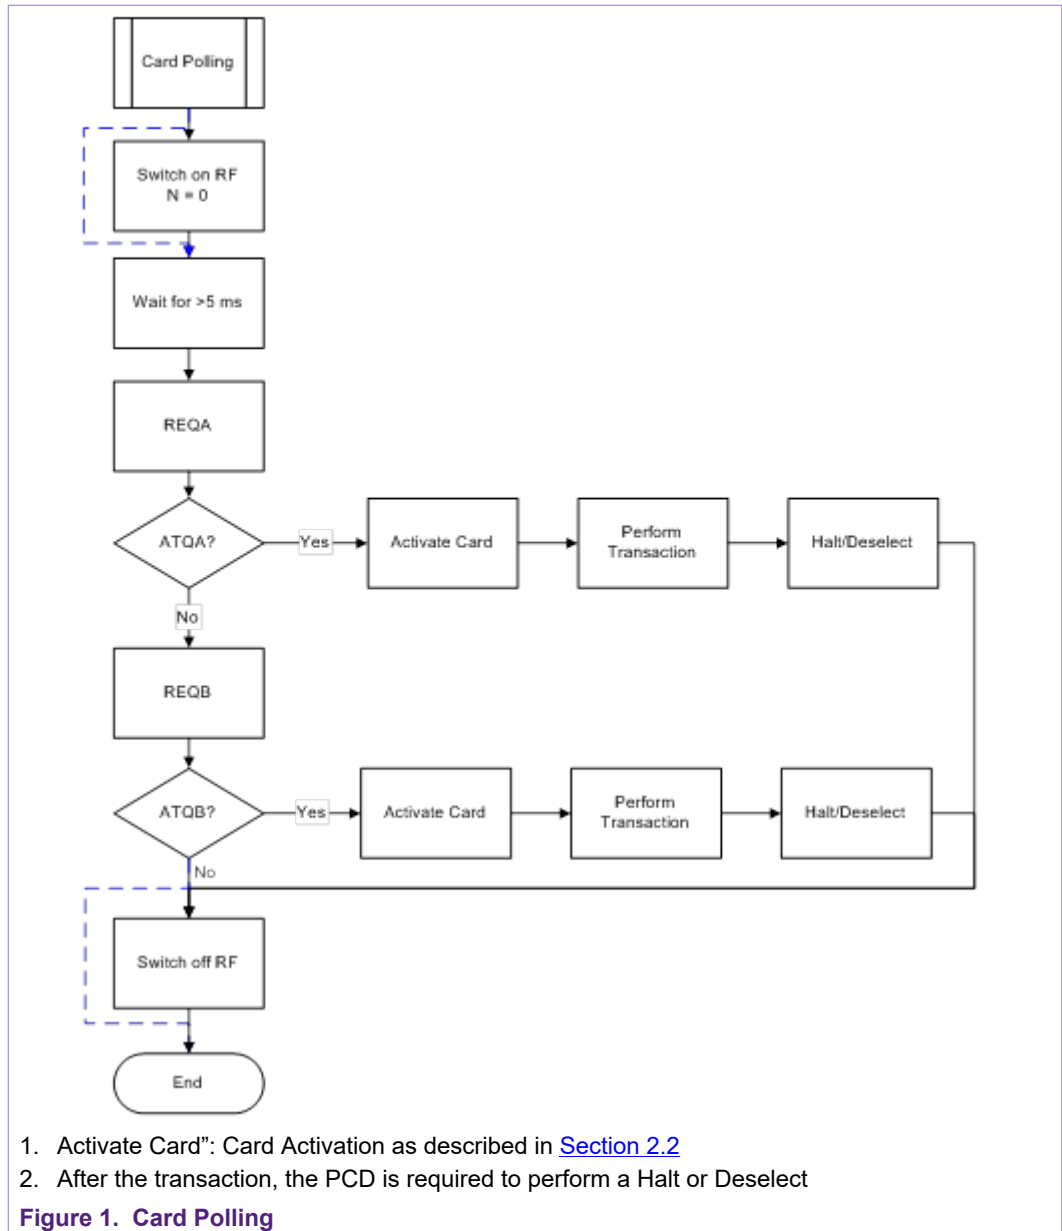 Card Polling
Switch on RF
N = 0
Wait for >5 ms
REQA
ATQA?
Yes
Activate Card
Perform
Transaction
Halt/Deselect
No
REQB
ATQB?
Yes
Activate Card
Perform
Transaction
Halt/Deselect
No
Switch off RF
End
1. Activate Card”: Card Activation as described in Section 2.2
2. After the transaction, the PCD is required to perform a Halt or Deselect
Figure 1. Card Polling